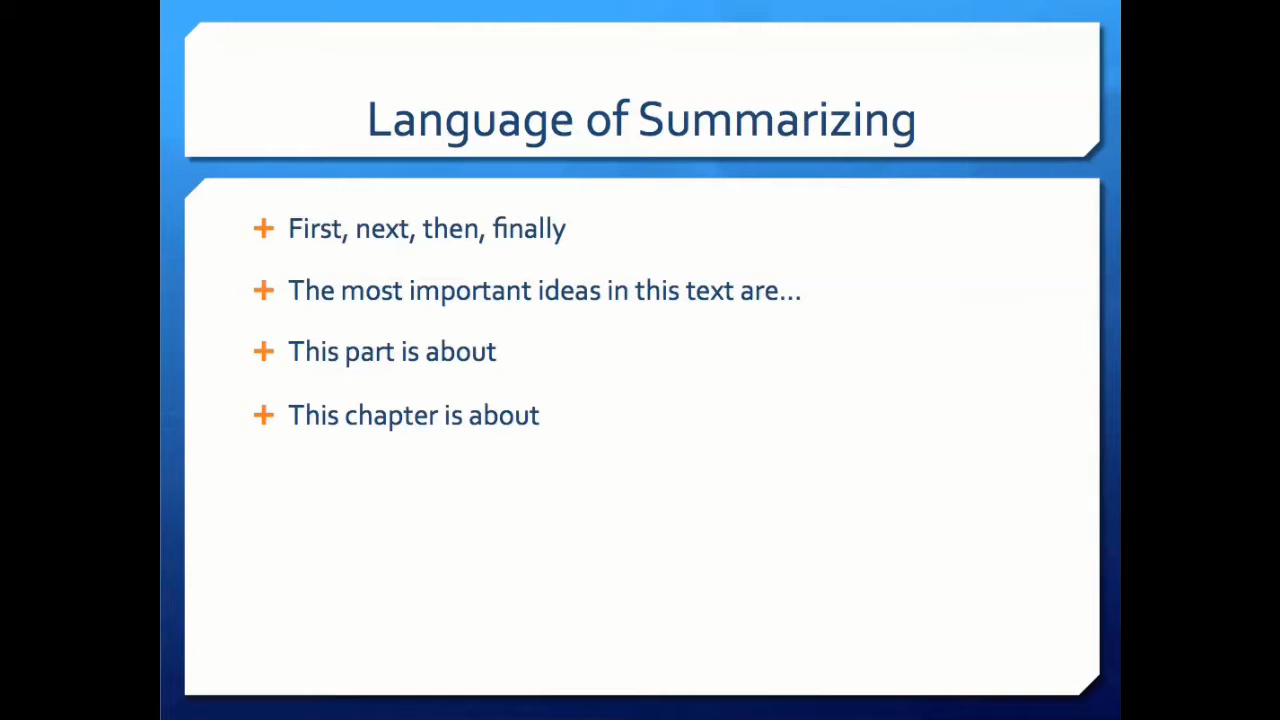 Language of Summarizing
First, next, then, finally
The most important ideas in this text are...
This part is about
This chapter is about